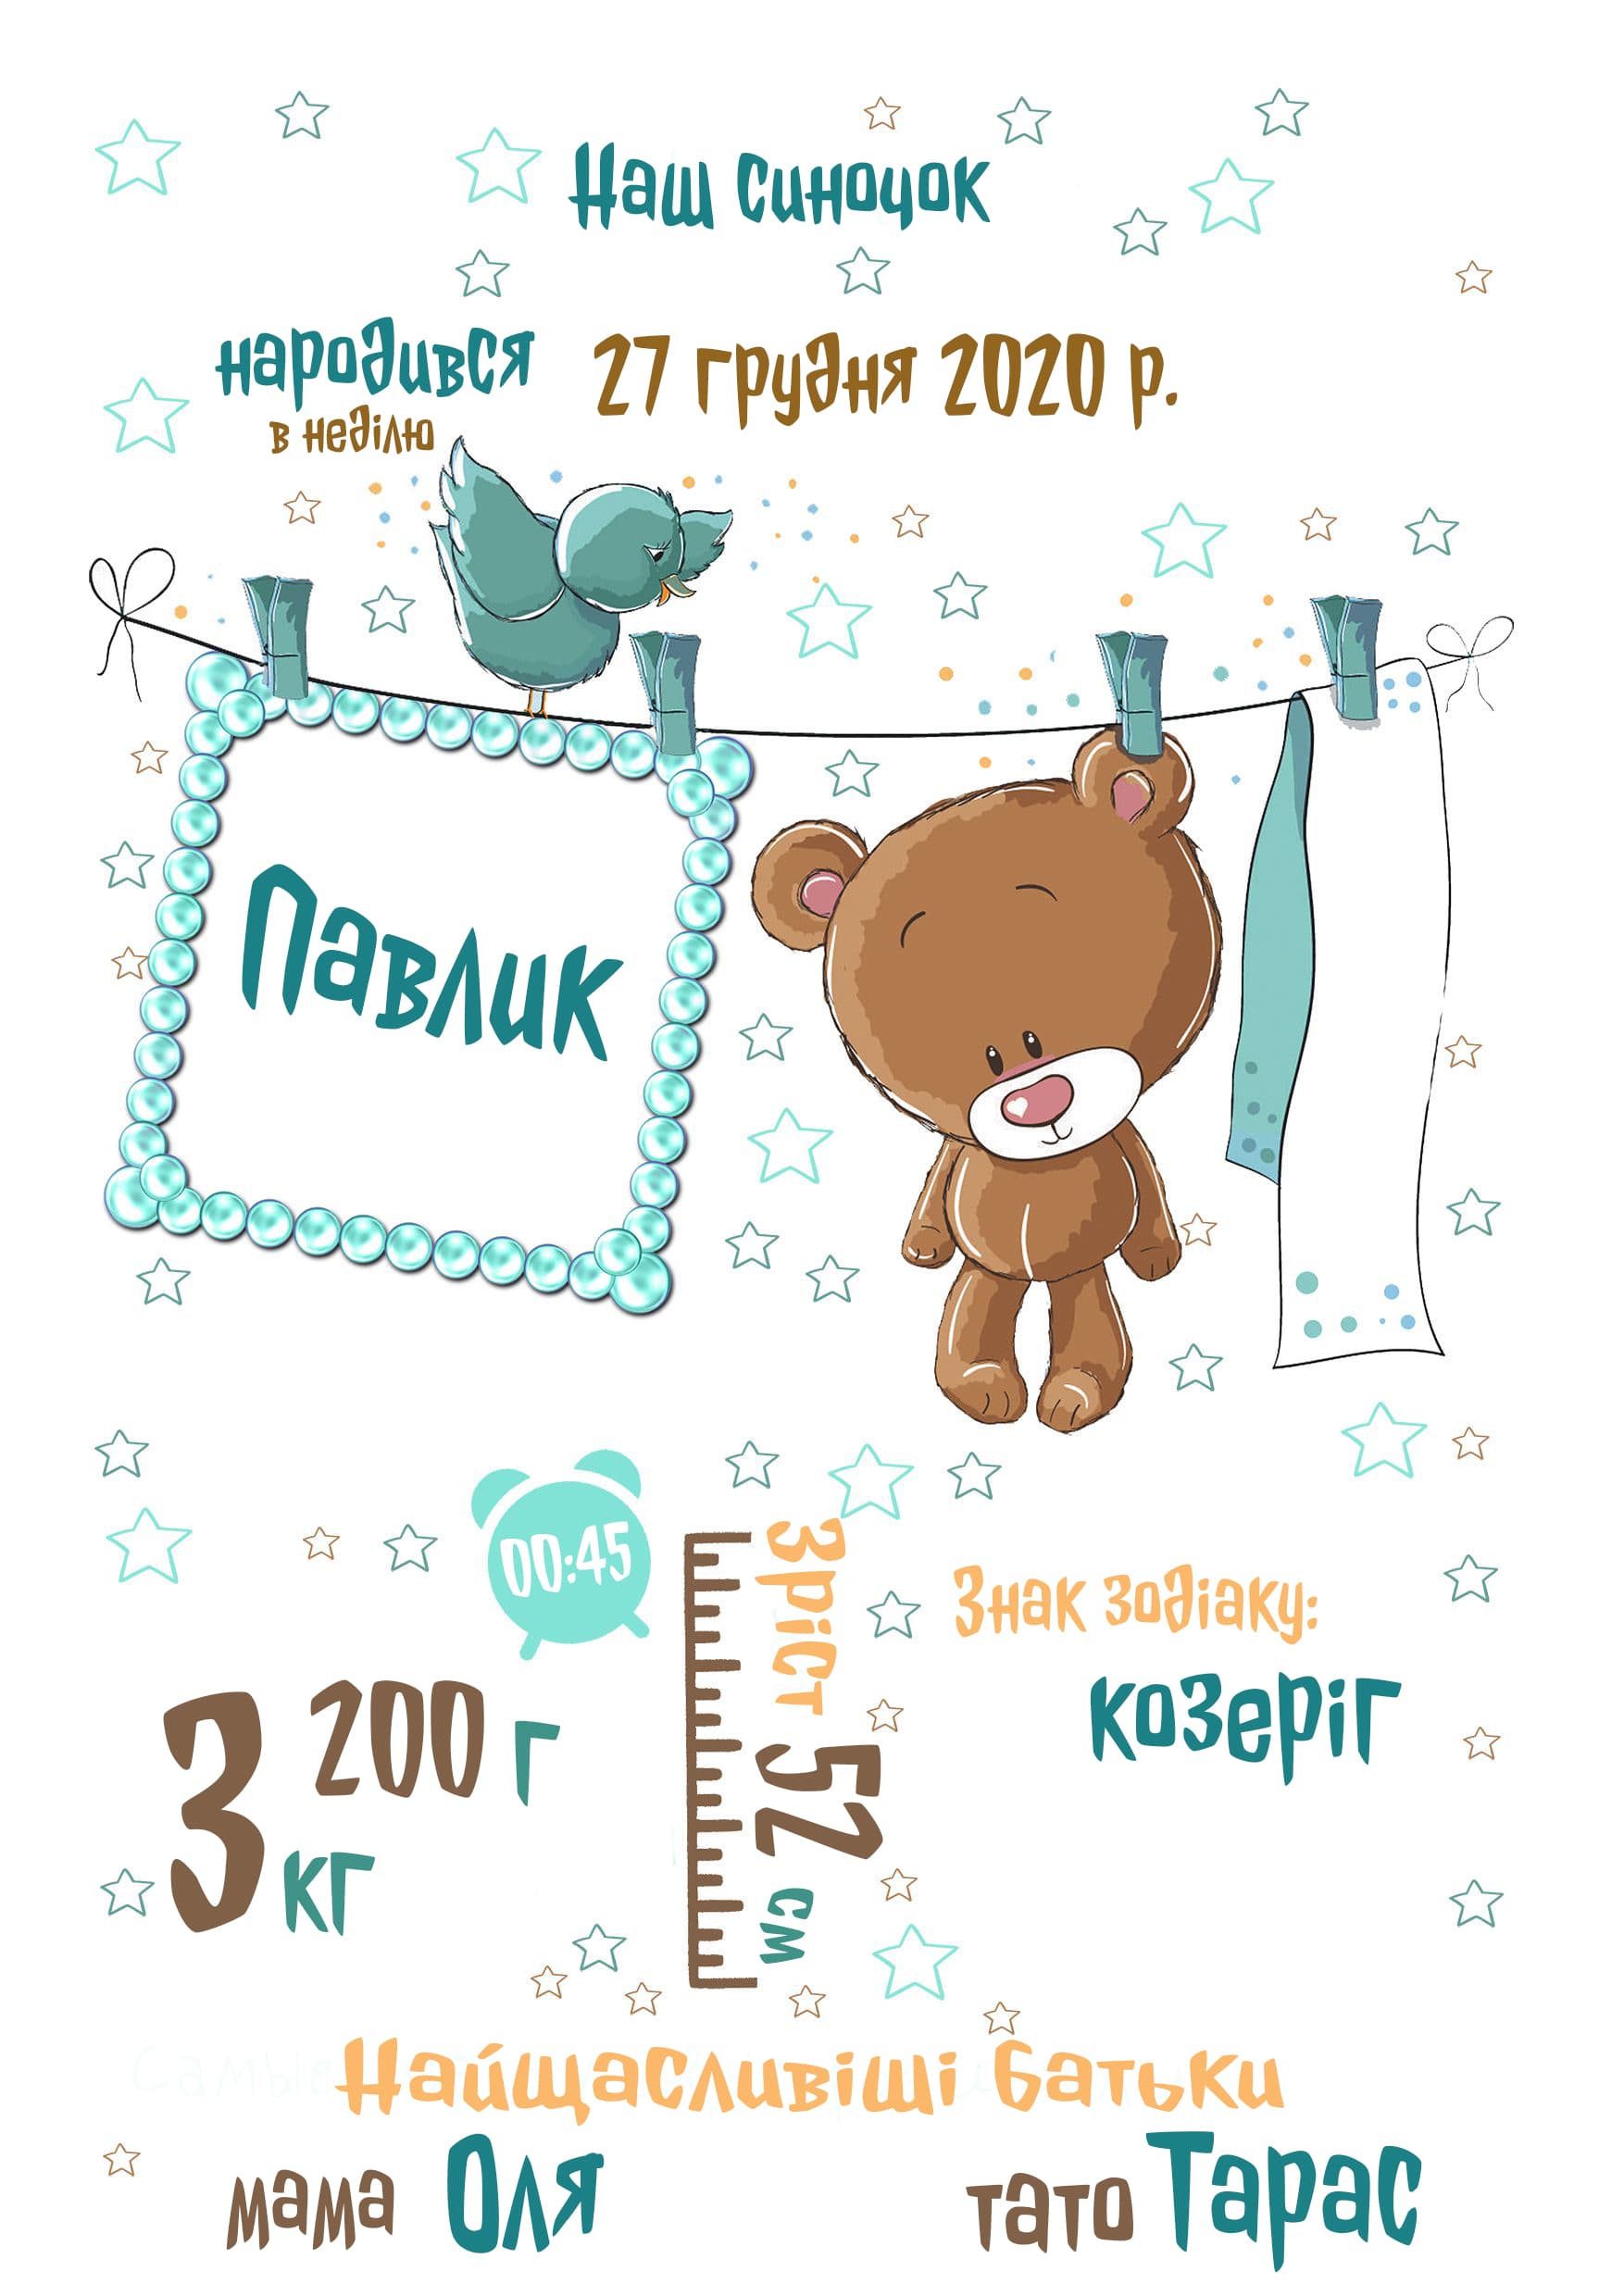 Наш синочок
народився 27 грудня 2020 р.
в неділю
Павлик
00:45
3 200 г
кг
Зріст 52 см
Знак зодіаку:
козеріг
Самые
Найщасливіші батьки
мама Оля тато Тарас